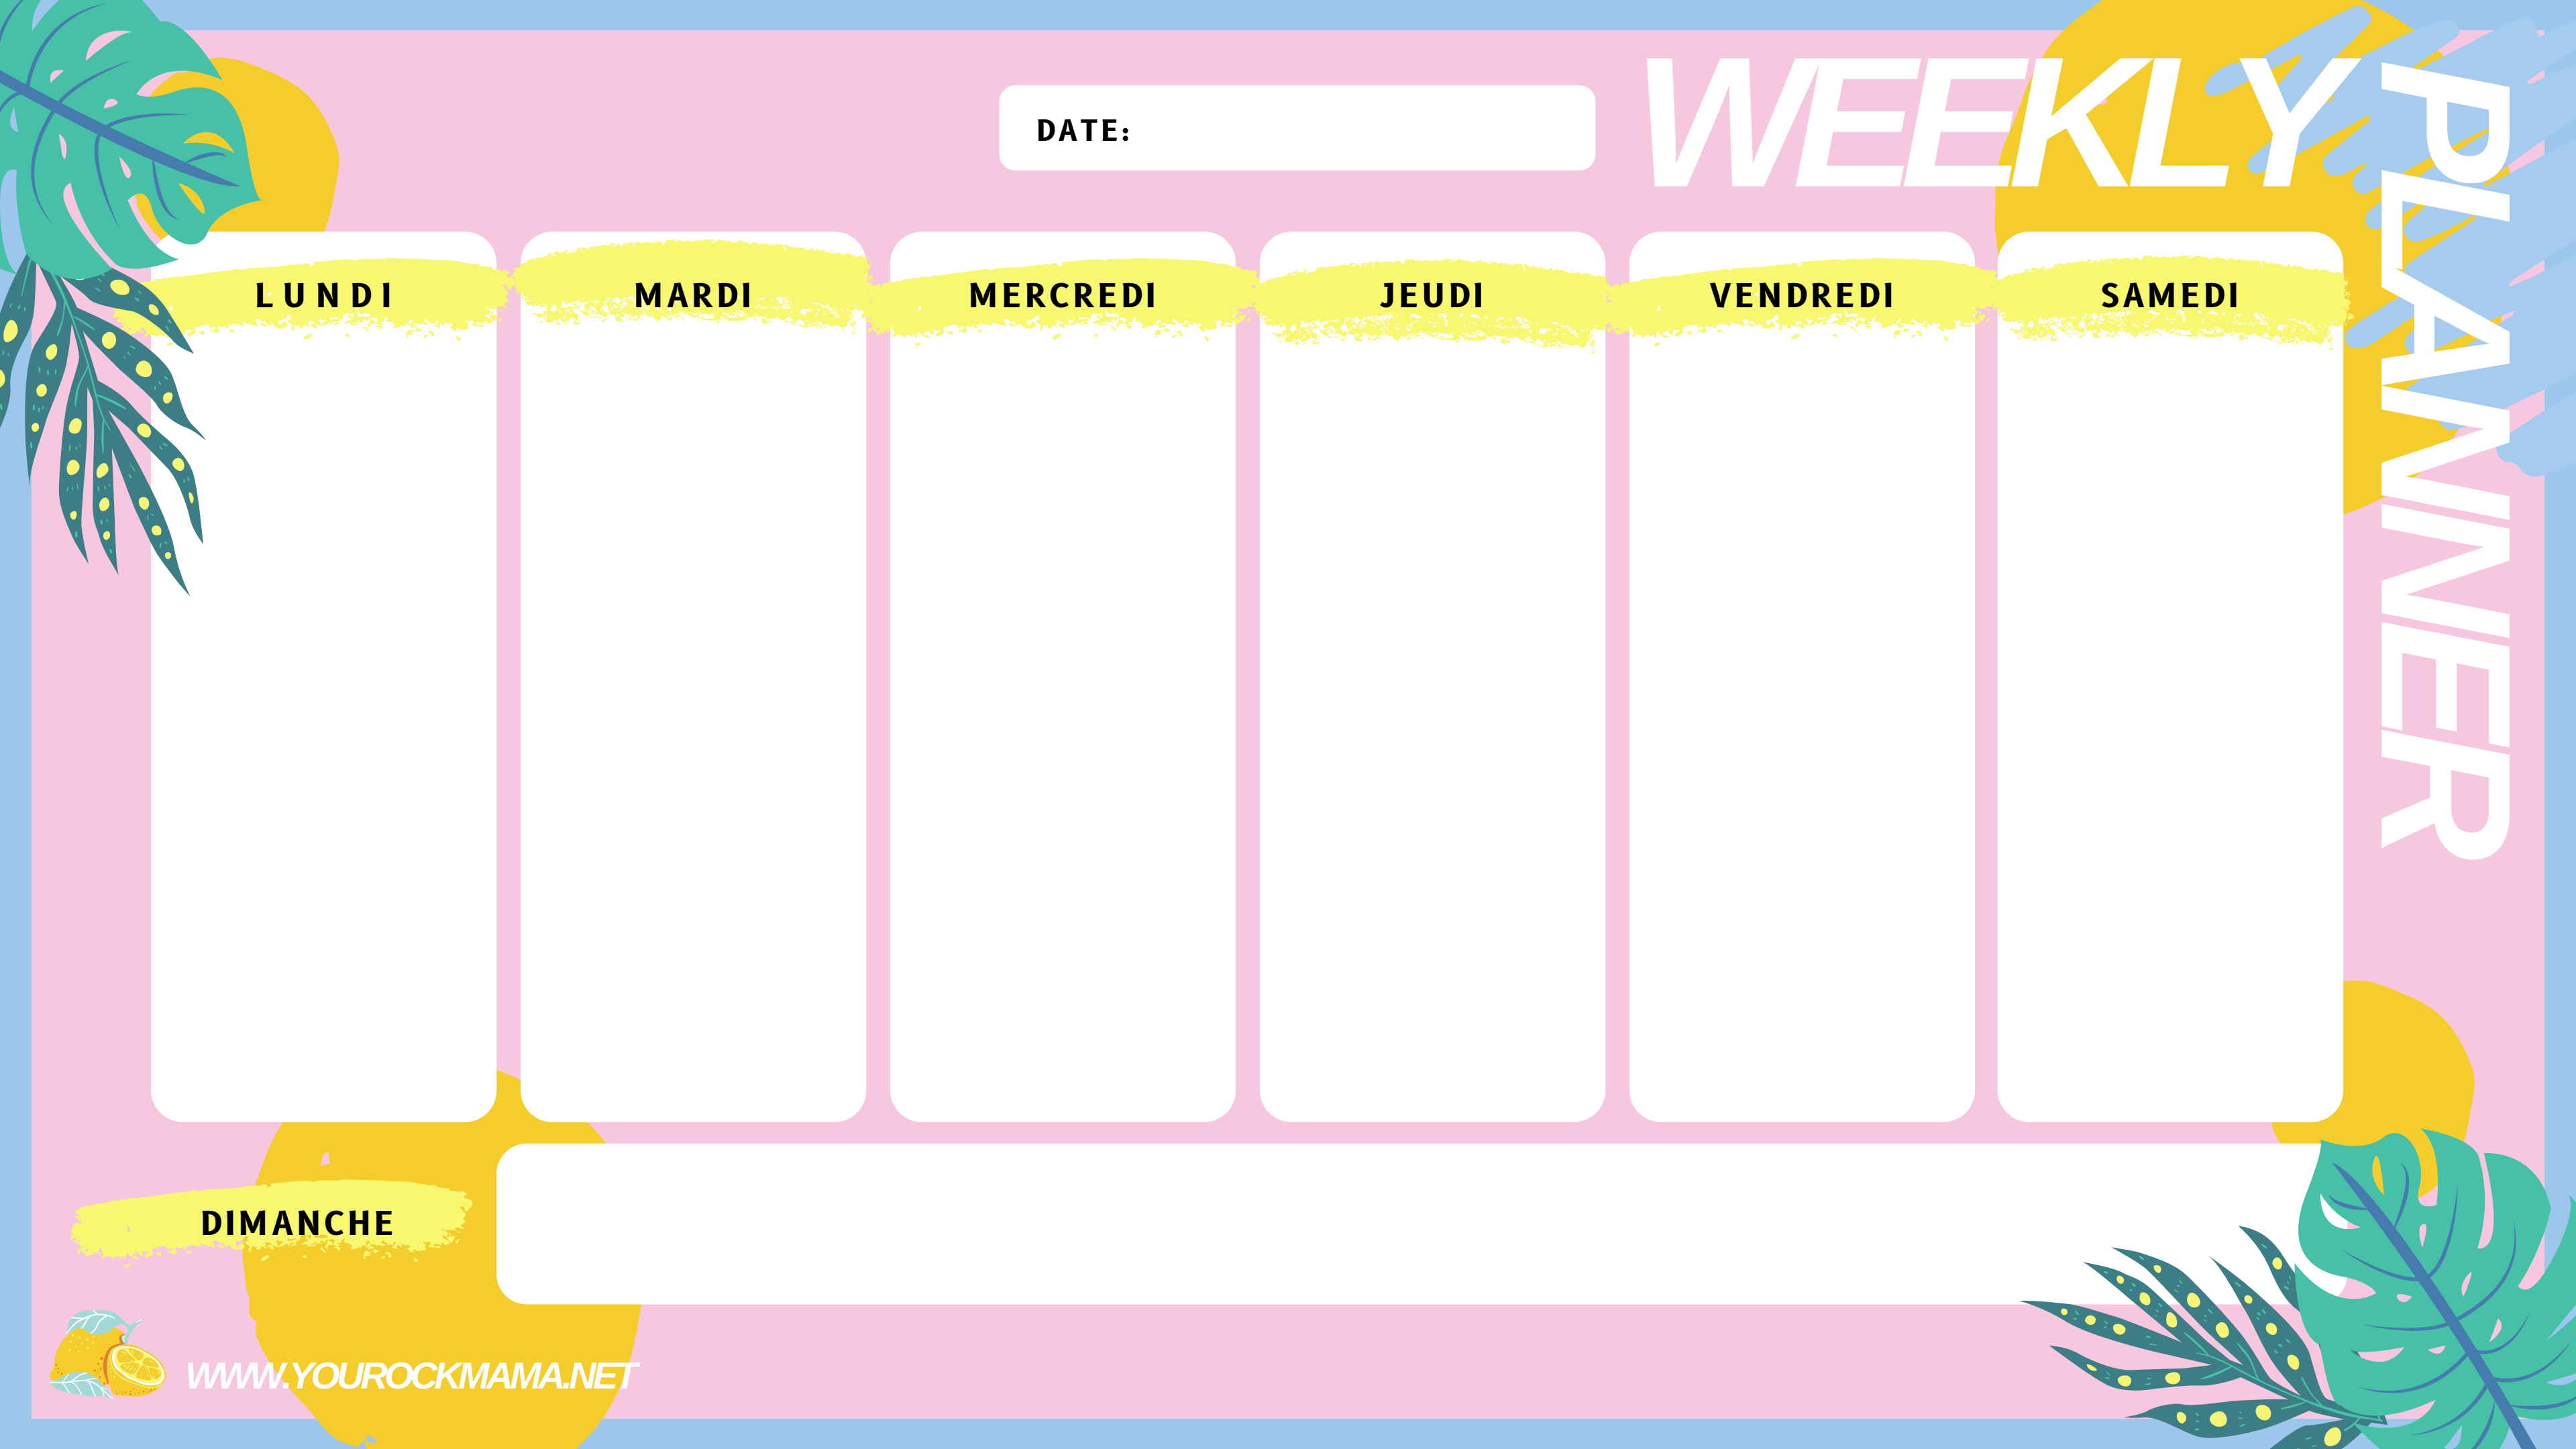 WEEKLY
PLANNER
DATE:
LUNDI
MARDI
MERCREDI
JEUDI
VENDREDI
SAMEDI
DIMANCHE
WWW.YOUROCKMAMA.NET